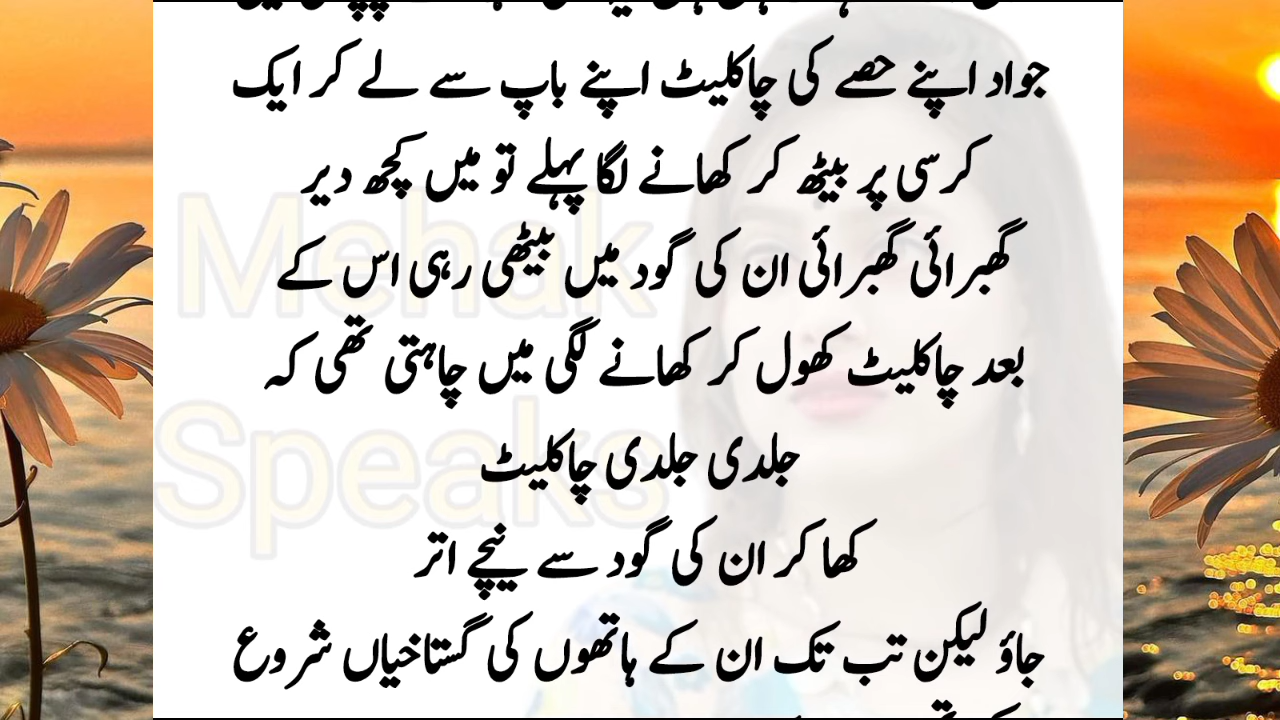 جواد اپنے حصے کی چاکلیٹ اپنے باپ سے لے کر ایک
کرسی پر بیٹھ کر کھانے لگا پہلے تو میں کچھ دیر
گھبرائی گھبرائی ان کی گود میں بیٹھی رہی اس کے
بعد چاکلیٹ کھول کر کھانے لگی میں چاہتی تھی کہ
جلدی جلدی چاکلیٹ
کھا کر ان کی گود سے نیچے اتر
جاؤ لیکن تب تک ان کے ہاتھوں کی گستاخیاں شروع
Mehak
Speaks